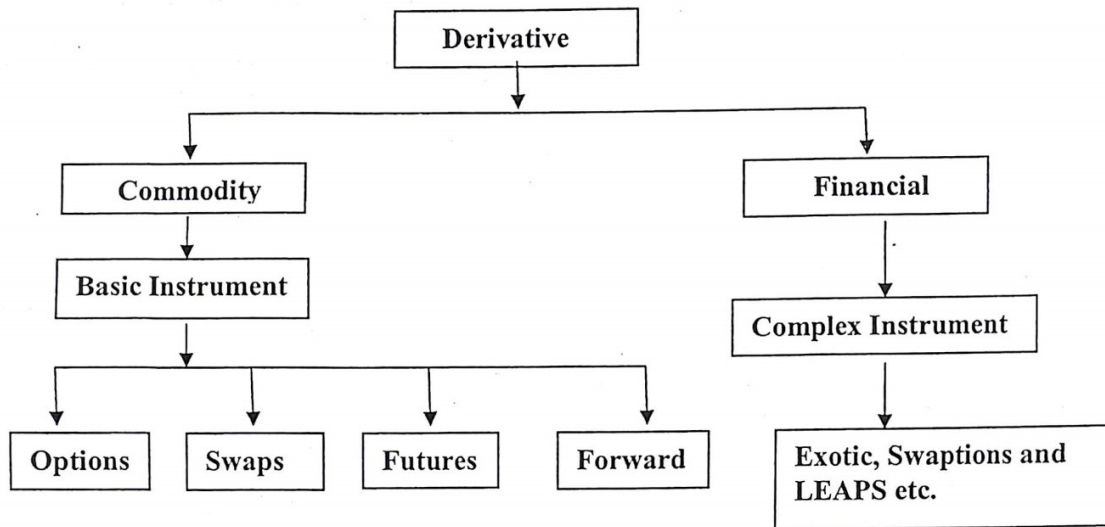 Derivative
Commodity
Financial
Basic Instrument
Complex Instrument
Options
Swaps
Futures
Forward
Exotic, Swaptions and
LEAPS etc.